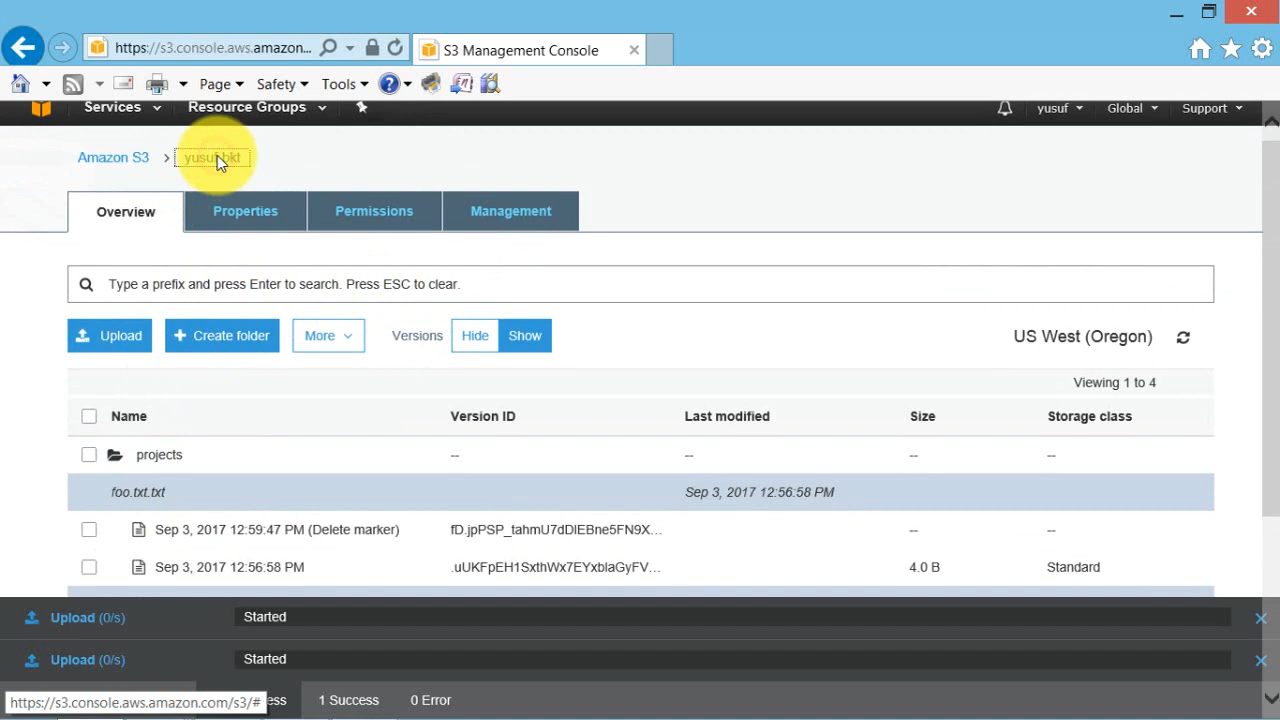 https://s3.console.aws.amazon...
S3 Management Console
Page
Safety
Tools
Services
Resource Groups
yusuf
Global
Support
Amazon S3 > yusuf-bkt
Overview
Properties
Permissions
Management
Type a prefix and press Enter to search. Press ESC to clear.
Upload
Create folder
More
Versions
Hide
Show
US West (Oregon)
Viewing 1 to 4
Name Version ID Last modified Size Storage class
projects -- -- -- --
foo.txt.txt Sep 3, 2017 12:56:58 PM
Sep 3, 2017 12:59:47 PM (Delete marker) fD.jpPSP_tahmU7dDlEBne5FN9X... -- --
Sep 3, 2017 12:56:58 PM .uUKFpEH1SxthWx7EYxblaGyFV... 4.0 B Standard
Upload (0/s) Started
Upload (0/s) Started
https://s3.console.aws.amazon.com/s3/#
1 Success
0 Error